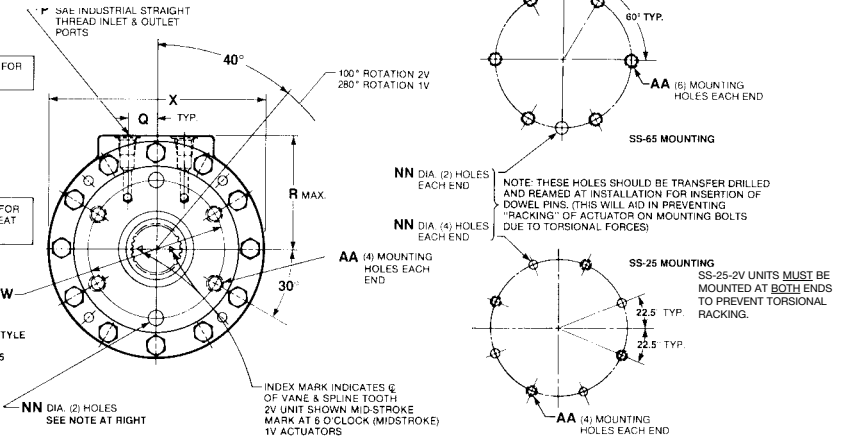 P SAE INDUSTRIAL STRAIGHT
THREAD INLET & OUTLET
PORTS
FOR
40°
100° ROTATION 2V
280° ROTATION 1V
X
Q TYP.
R MAX.
FOR
EAT
W
AA (4) MOUNTING
HOLES EACH
END
30°
TYLE
5
NN DIA. (2) HOLES
SEE NOTE AT RIGHT
INDEX MARK INDICATES ℄
OF VANE & SPLINE TOOTH
2V UNIT SHOWN MID-STROKE
MARK AT 6 O'CLOCK (MIDSTROKE)
1V ACTUATORS
60° TYP.
AA (6) MOUNTING
HOLES EACH END
SS-65 MOUNTING
NN DIA. (2) HOLES
EACH END
NN DIA. (4) HOLES
EACH END
NOTE: THESE HOLES SHOULD BE TRANSFER DRILLED
AND REAMED AT INSTALLATION FOR INSERTION OF
DOWEL PINS. (THIS WILL AID IN PREVENTING
"RACKING" OF ACTUATOR ON MOUNTING BOLTS
DUE TO TORSIONAL FORCES)
SS-25 MOUNTING
SS-25-2V UNITS MUST BE
MOUNTED AT BOTH ENDS
TO PREVENT TORSIONAL
RACKING.
22.5° TYP.
22.5° TYP.
AA (4) MOUNTING
HOLES EACH END